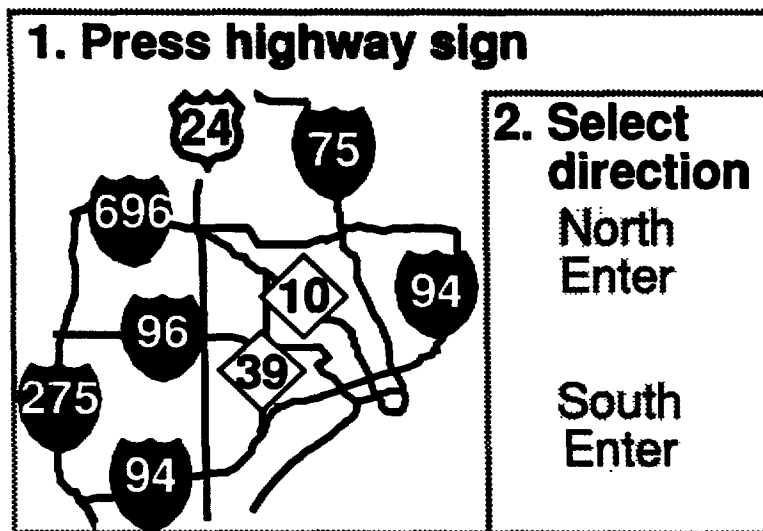 1. Press highway sign
24
75
696
10
94
96
39
275
94
2. Select
direction
North
Enter
South
Enter